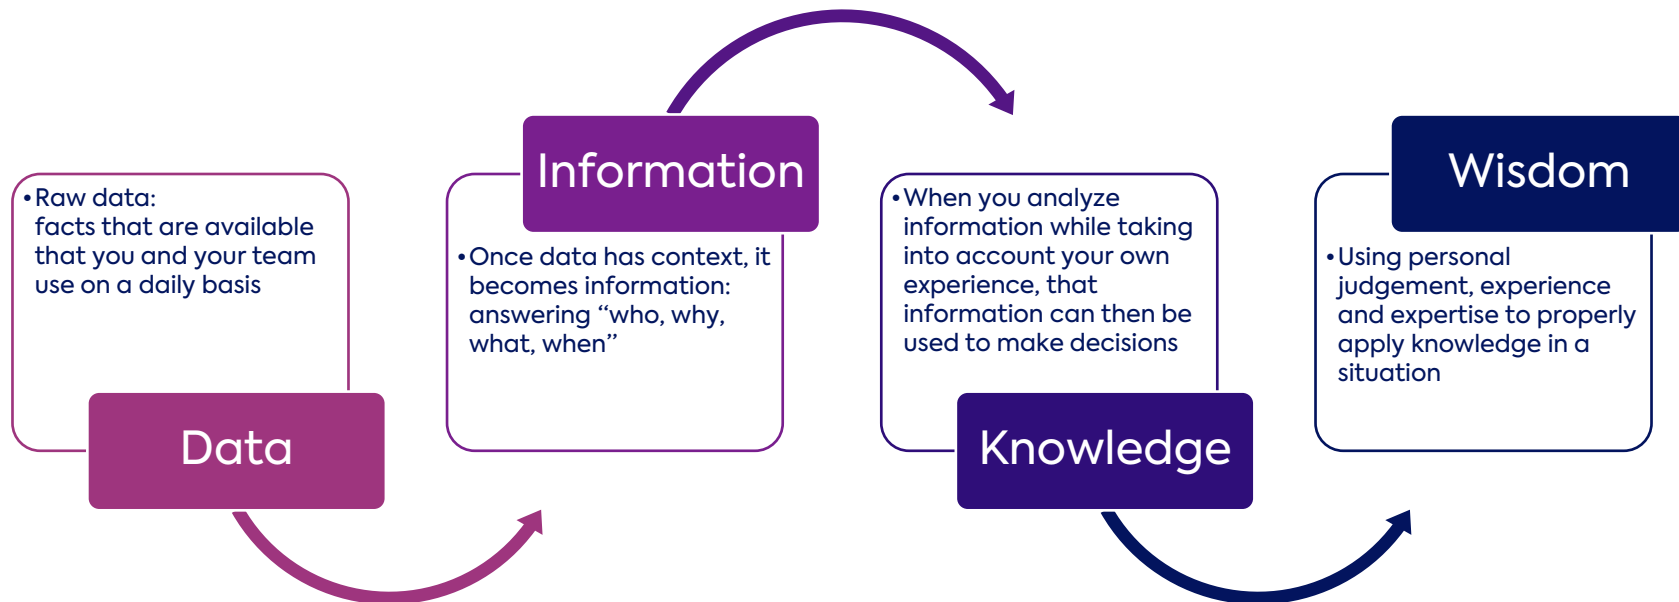 • Raw data:
facts that are available
that you and your team
use on a daily basis
Data
Information
• Once data has context, it
becomes information:
answering “who, why,
what, when”
• When you analyze
information while taking
into account your own
experience, that
information can then be
used to make decisions
Knowledge
Wisdom
• Using personal
judgement, experience
and expertise to properly
apply knowledge in a
situation